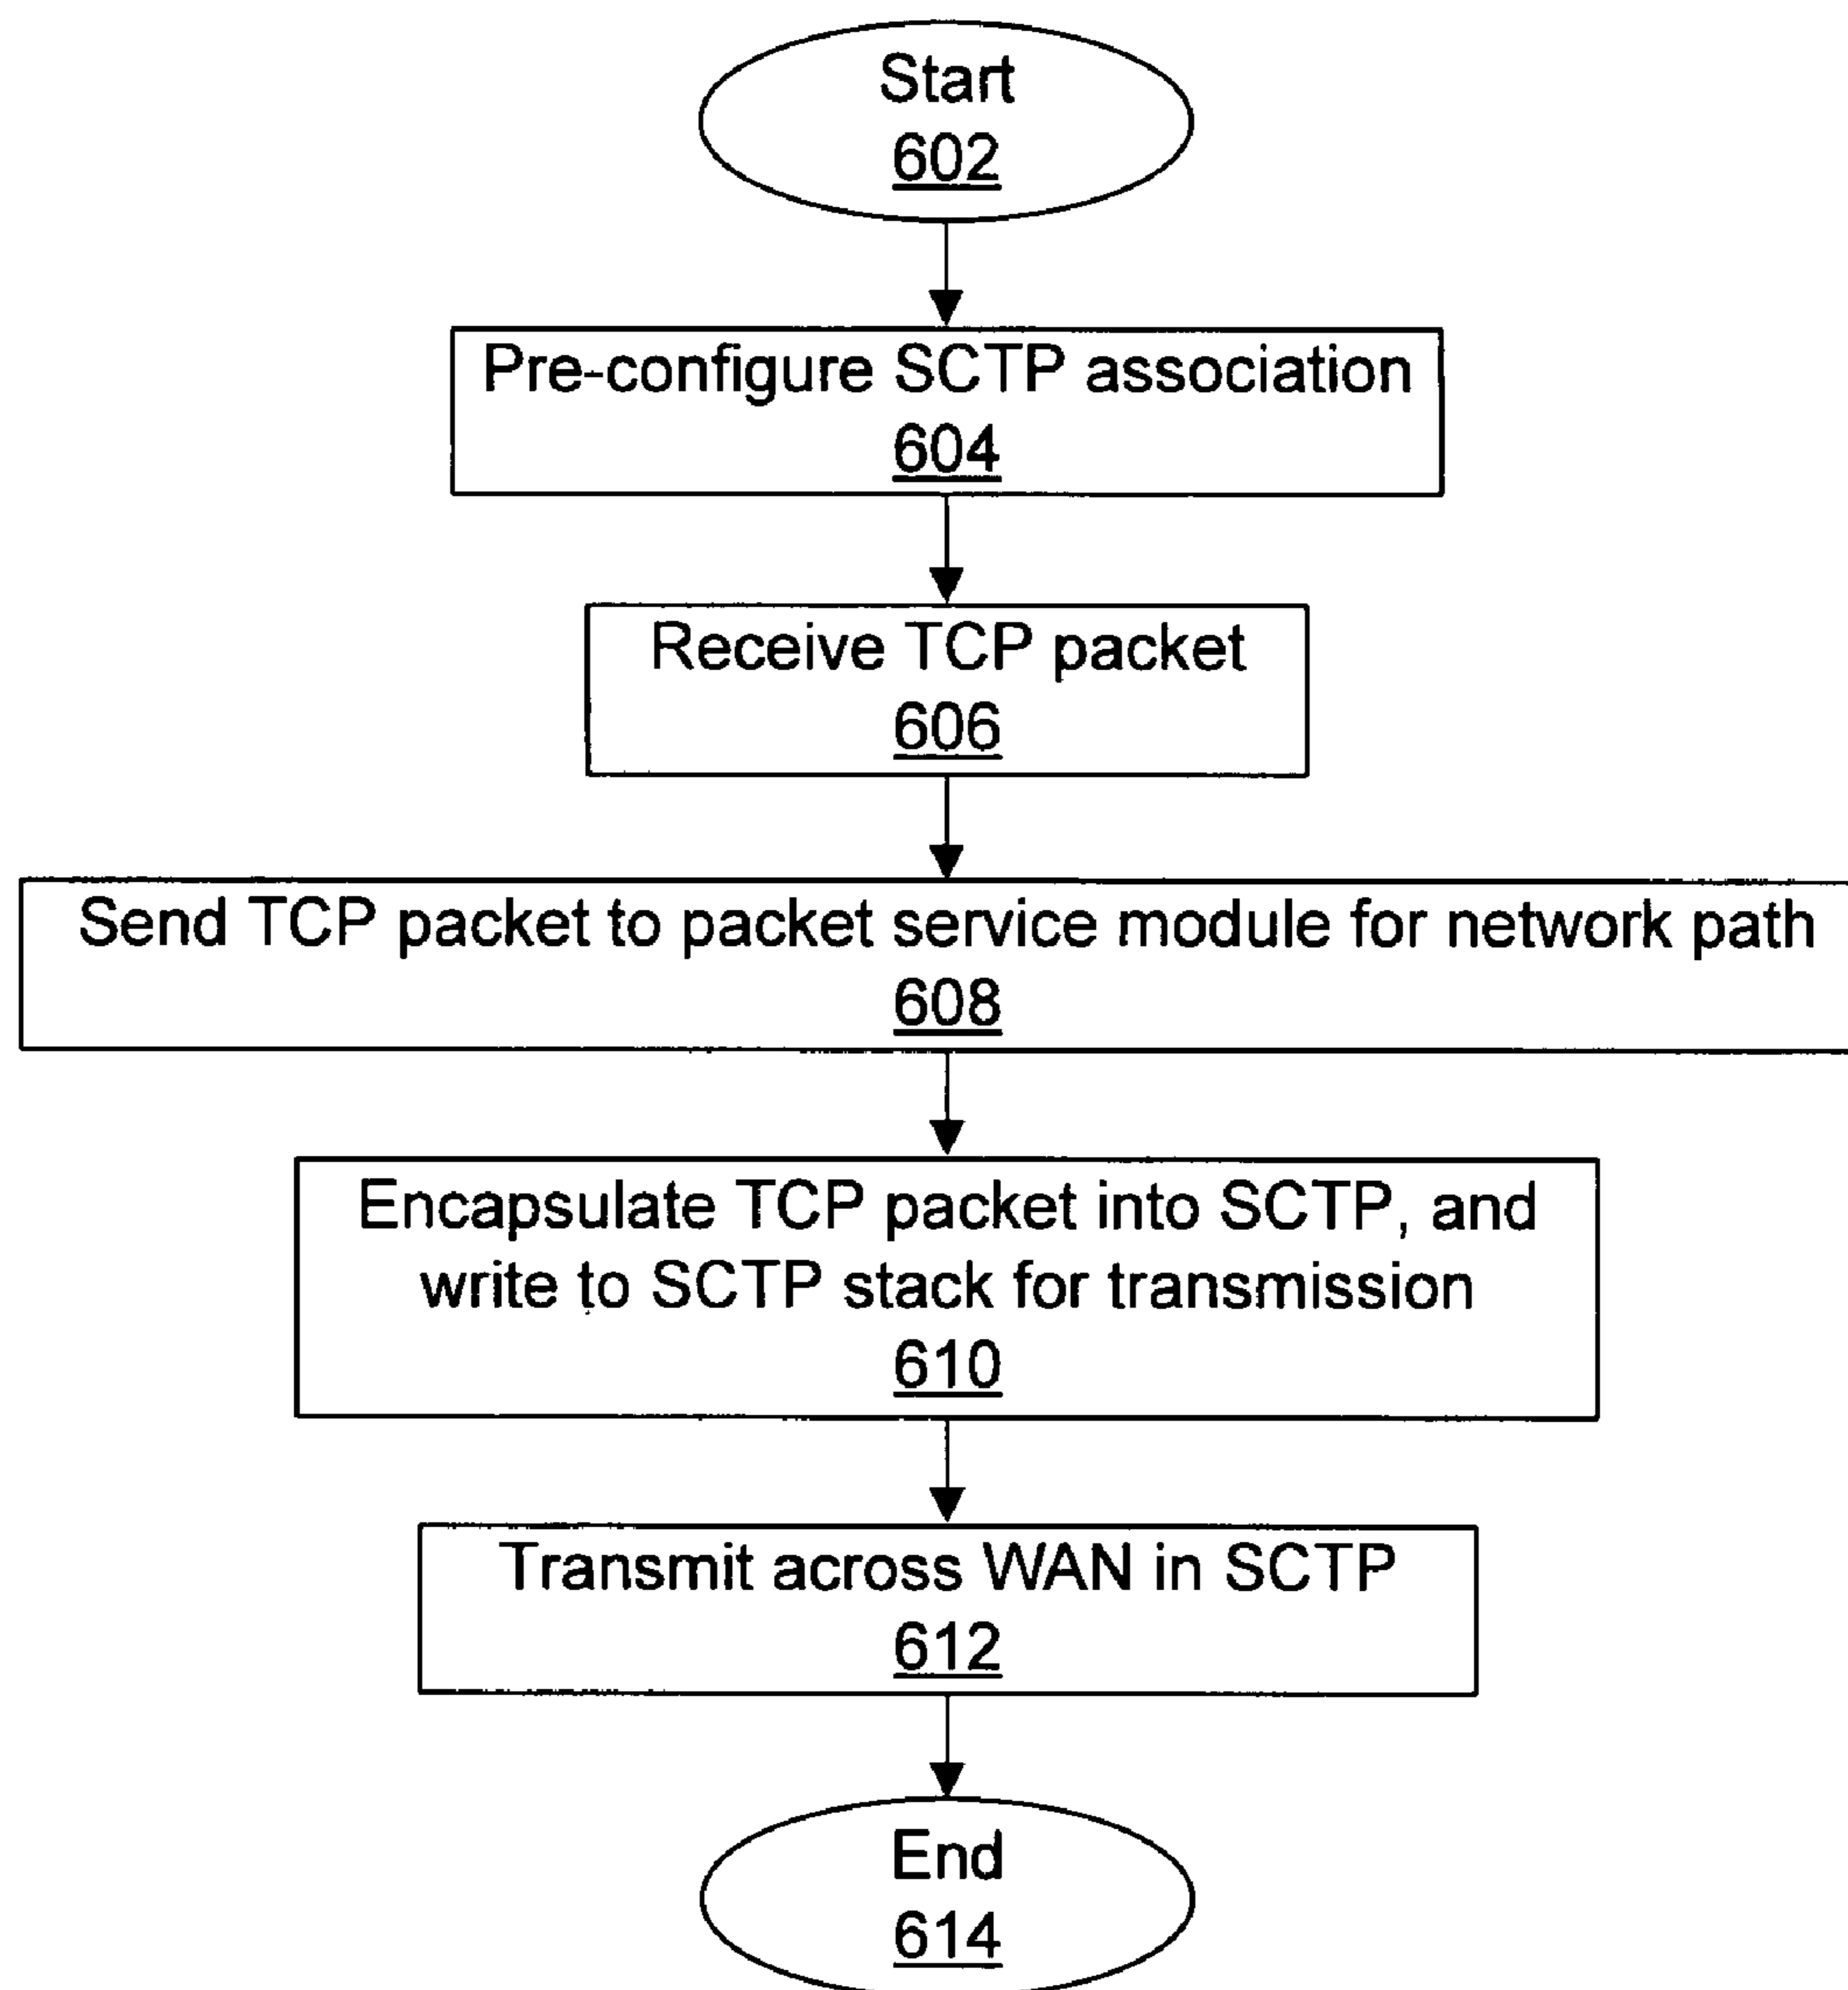 Start
602
Pre-configure SCTP association
604
Receive TCP packet
606
Send TCP packet to packet service module for network path
608
Encapsulate TCP packet into SCTP, and
write to SCTP stack for transmission
610
Transmit across WAN in SCTP
612
End
614